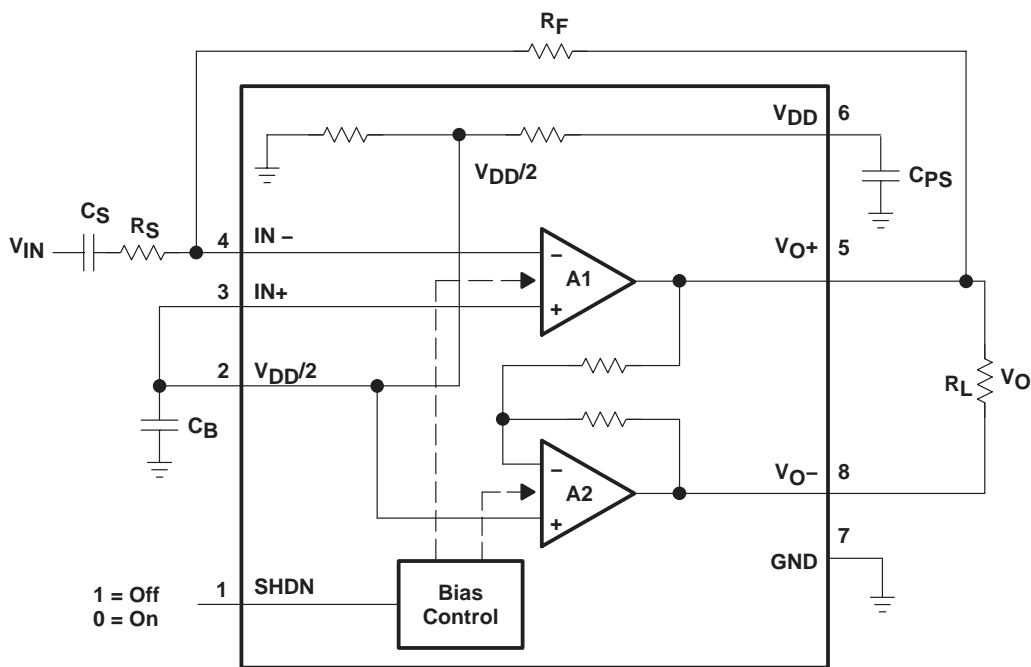 RF
VDD 6
VDD/2
CPS
CS
RS
VIN
4 IN –
VO+ 5
–
A1
3 IN+
+
2 VDD/2
RL
VO
CB
–
VO– 8
A2
+
7
GND
1 SHDN
Bias
Control
1 = Off
0 = On